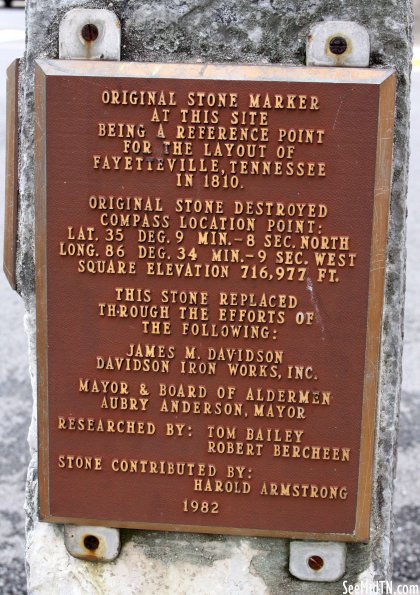 ORIGINAL STONE MARKER
AT THIS SITE
BEING A REFERENCE POINT
FOR THE LAYOUT OF
FAYETTEVILLE, TENNESSEE
IN 1810.
ORIGINAL STONE DESTROYED
COMPASS LOCATION POINT:
LAT. 35 DEG. 9 MIN.-8 SEC. NORTH
LONG. 86 DEG. 34 MIN.-9 SEC. WEST
SQUARE ELEVATION 716,977 FT.
THIS STONE REPLACED
THROUGH THE EFFORTS OF
THE FOLLOWING:
JAMES M. DAVIDSON
DAVIDSON IRON WORKS, INC.
MAYOR & BOARD OF ALDERMEN
AUBRY ANDERSON, MAYOR
RESEARCHED BY: TOM BAILEY
ROBERT BERCHEEN
STONE CONTRIBUTED BY:
HAROLD ARMSTRONG
1982
SeeMidTN.com